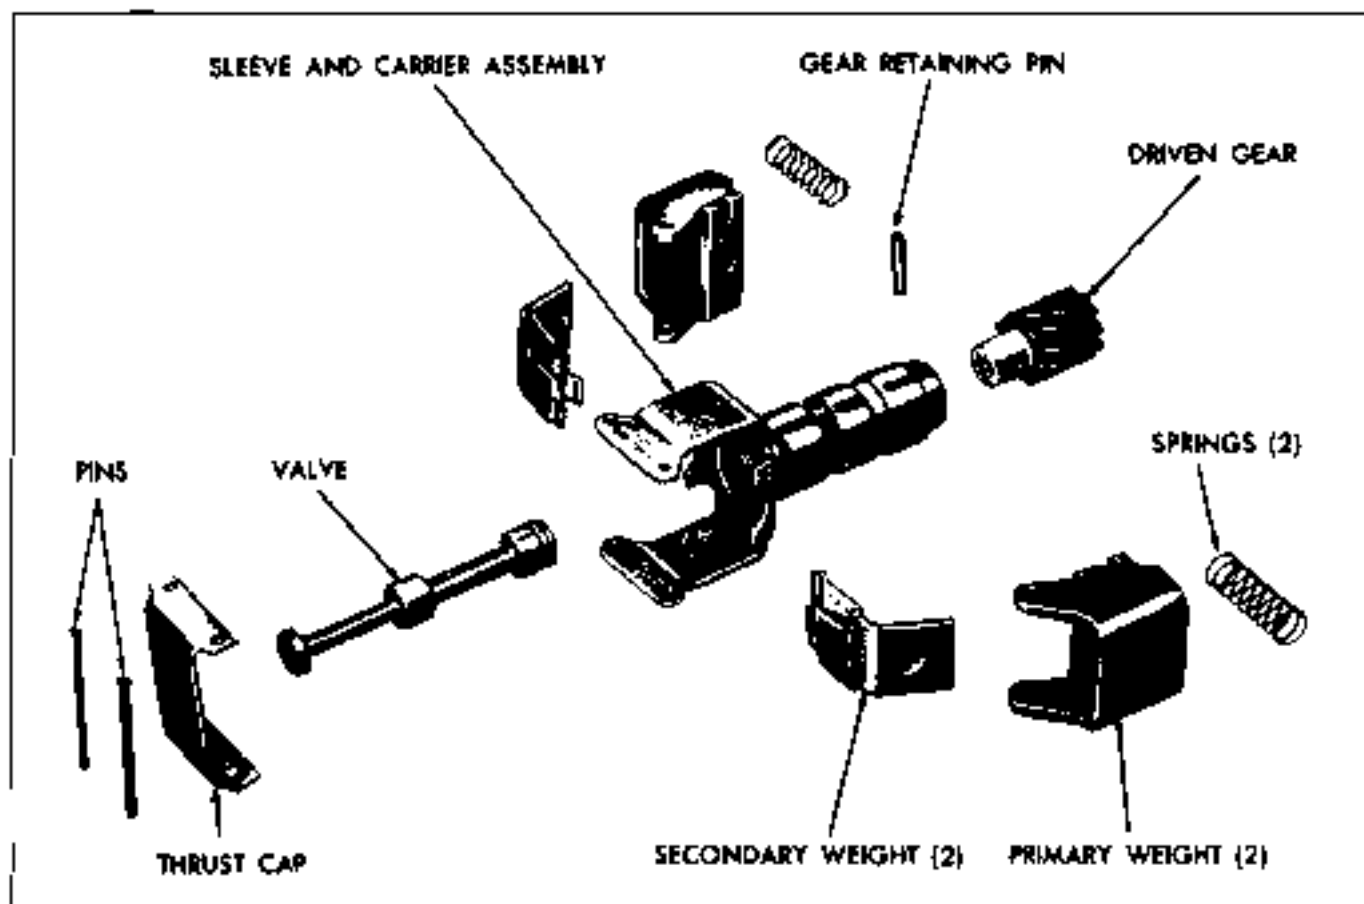 SLEEVE AND CARRIER ASSEMBLY
GEAR RETAINING PIN
DRIVEN GEAR
SPRINGS (2)
PINS
VALVE
THRUST CAP
SECONDARY WEIGHT (2)
PRIMARY WEIGHT (2)